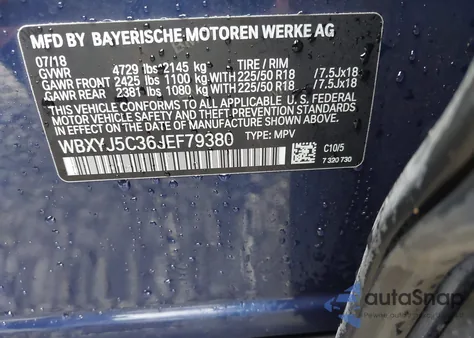 MFD BY BAYERISCHE MOTOREN WERKE AG
07/18 TIRE / RIM
GVWR 4729 lbs 2145 kg
GAWR FRONT 2425 lbs 1100 kg W/ 225/50 R18 /7.5Jx18
GAWR REAR 2381 lbs 1080 kg W/ 225/50 R18 /7.5Jx18
THIS VEHICLE CONFORMS TO ALL APPLICABLE U.S. FEDERAL
MOTOR VEHICLE SAFETY, BUMPER, AND THEFT PREVENTION STANDARDS
IN EFFECT ON THE DATE OF MANUFACTURE SHOWN ABOVE.
WBXYJ5C36JEF79380 TYPE: MPV
C10/5
7 320 730
autoSnap
www.autosnap